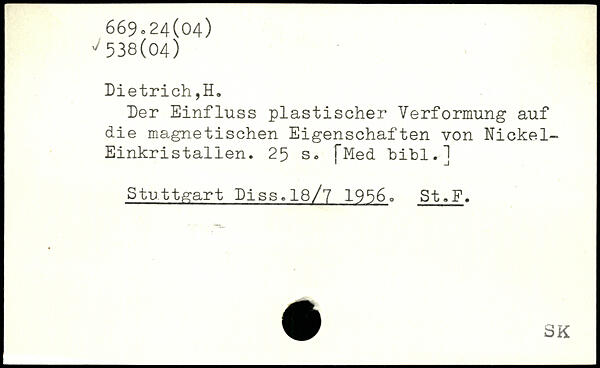 669.24(04)
✓ 538(04)
Dietrich,H.
Der Einfluss plastischer Verformung auf
die magnetischen Eigenschaften von Nickel-
Einkristallen. 25 s. [Med bibl.]
Stuttgart Diss.18/7 1956. St.F.
SK